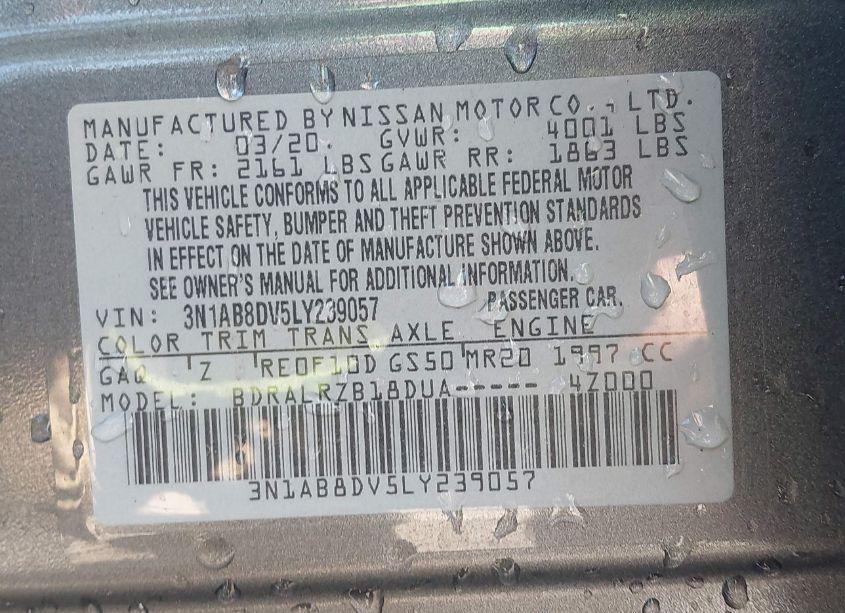 MANUFACTURED BY NISSAN MOTOR CO., LTD.
DATE: 03/20 GVWR: 4001 LBS
GAWR FR: 2161 LBS GAWR RR: 1863 LBS
THIS VEHICLE CONFORMS TO ALL APPLICABLE FEDERAL MOTOR
VEHICLE SAFETY, BUMPER AND THEFT PREVENTION STANDARDS
IN EFFECT ON THE DATE OF MANUFACTURE SHOWN ABOVE.
SEE OWNER'S MANUAL FOR ADDITIONAL INFORMATION.
VIN: 3N1AB8DV5LY239057 PASSENGER CAR.
COLOR TRIM TRANS AXLE ENGINE
GAQ Z RE0F10D GS50 MR20 1997 CC
MODEL: BDRALRZB18DUA----- 4Z000
3N1AB8DV5LY239057